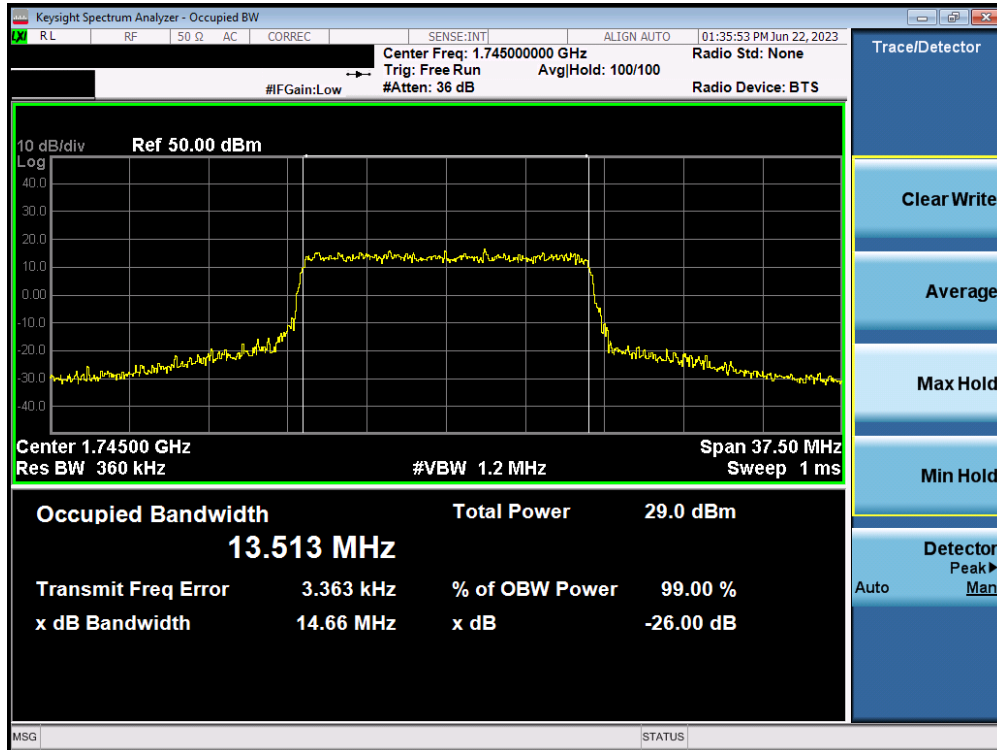 Keysight Spectrum Analyzer - Occupied BW
LXI RL RF 50 Ω AC CORREC SENSE:INT ALIGN AUTO 01:35:53 PM Jun 22, 2023
Center Freq: 1.745000000 GHz Radio Std: None
Trig: Free Run Avg|Hold: 100/100
#IFGain:Low #Atten: 36 dB Radio Device: BTS
Trace/Detector
10 dB/div Ref 50.00 dBm
Log
40.0
30.0
20.0
10.0
0.00
-10.0
-20.0
-30.0
-40.0
Center 1.74500 GHz Span 37.50 MHz
Res BW 360 kHz #VBW 1.2 MHz Sweep 1 ms
Occupied Bandwidth Total Power 29.0 dBm
13.513 MHz
Transmit Freq Error 3.363 kHz % of OBW Power 99.00 %
x dB Bandwidth 14.66 MHz x dB -26.00 dB
Clear Write
Average
Max Hold
Min Hold
Detector
Peak▶
Auto Man
MSG STATUS